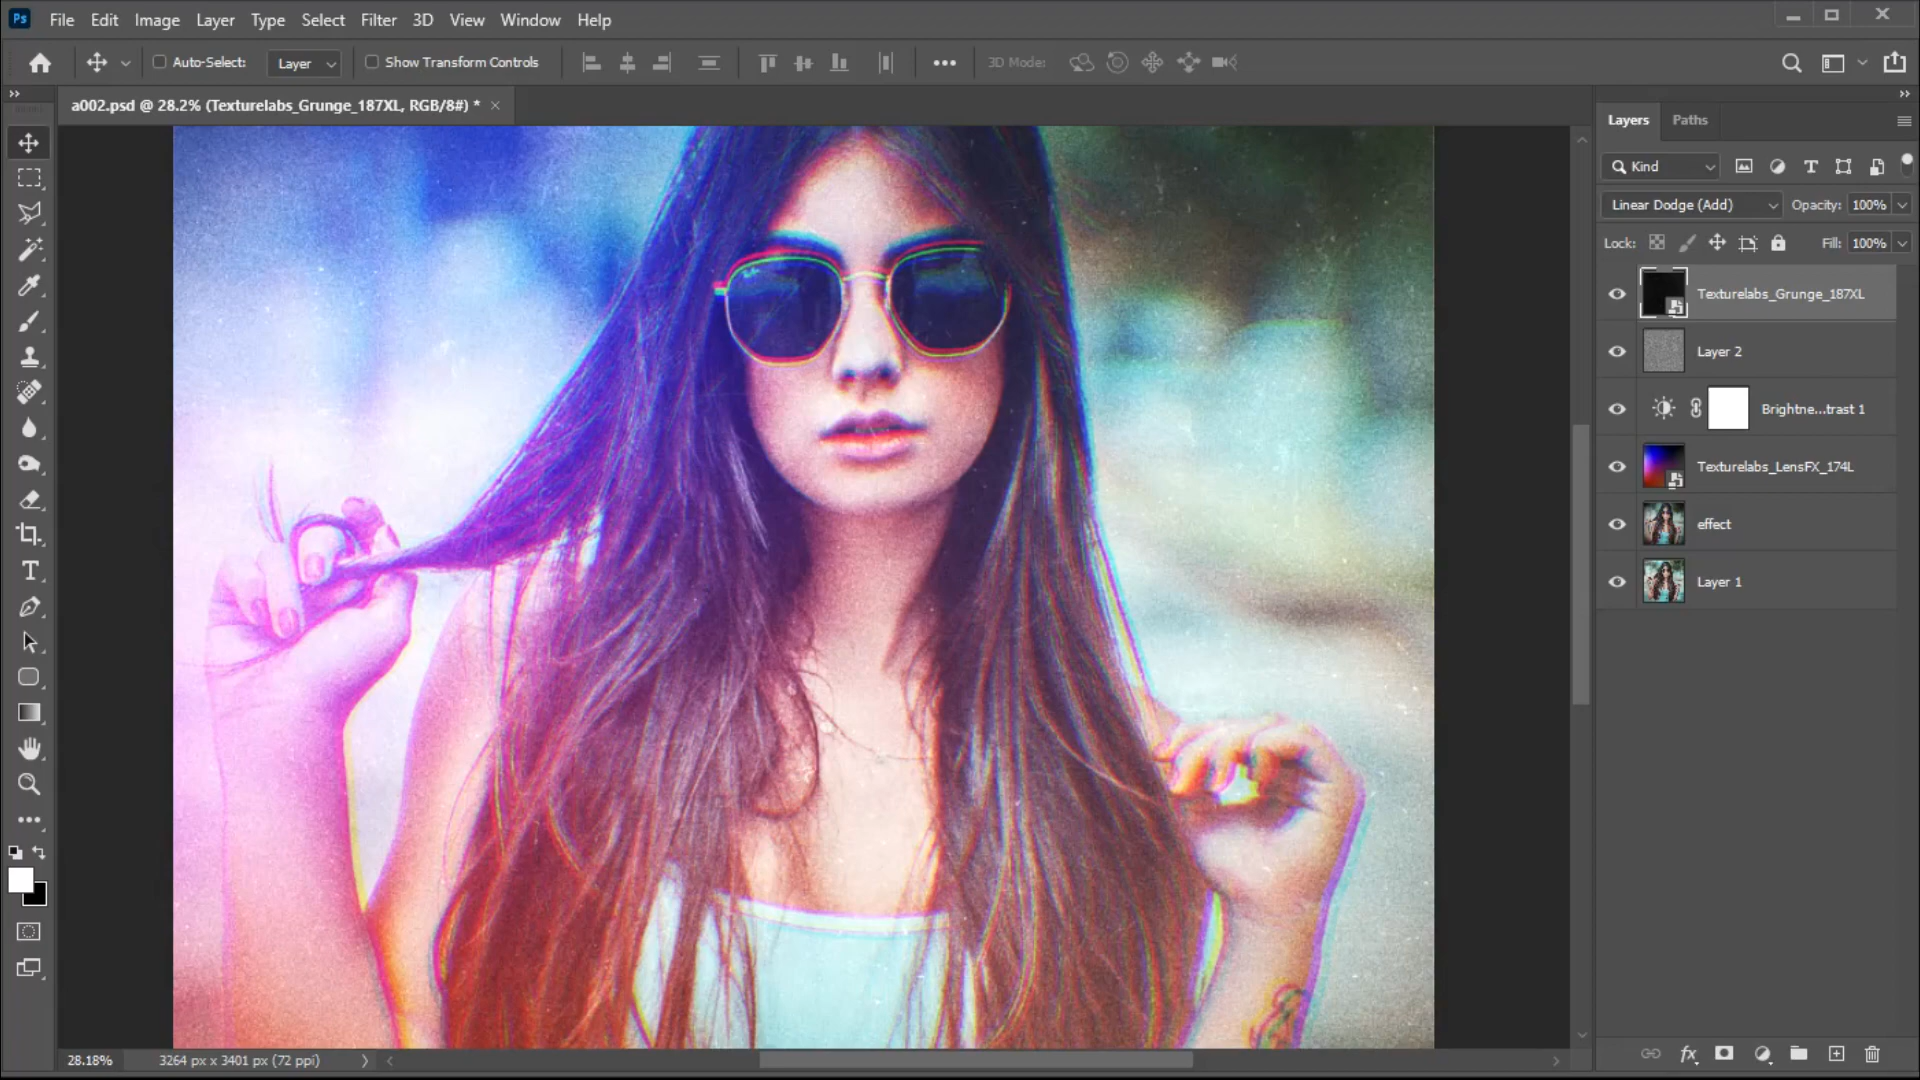 Ps File Edit Image Layer Type Select Filter 3D View Window Help
Auto-Select: Layer Show Transform Controls 3D Mode:
a002.psd @ 28.2% (Texturelabs_Grunge_187XL, RGB/8#) *
Layers Paths
Kind
Linear Dodge (Add) Opacity: 100%
Lock: Fill: 100%
Texturelabs_Grunge_187XL
Layer 2
Brightne...trast 1
Texturelabs_LensFX_174L
effect
Layer 1
28.18% 3264 px x 3401 px (72 ppi)
fx